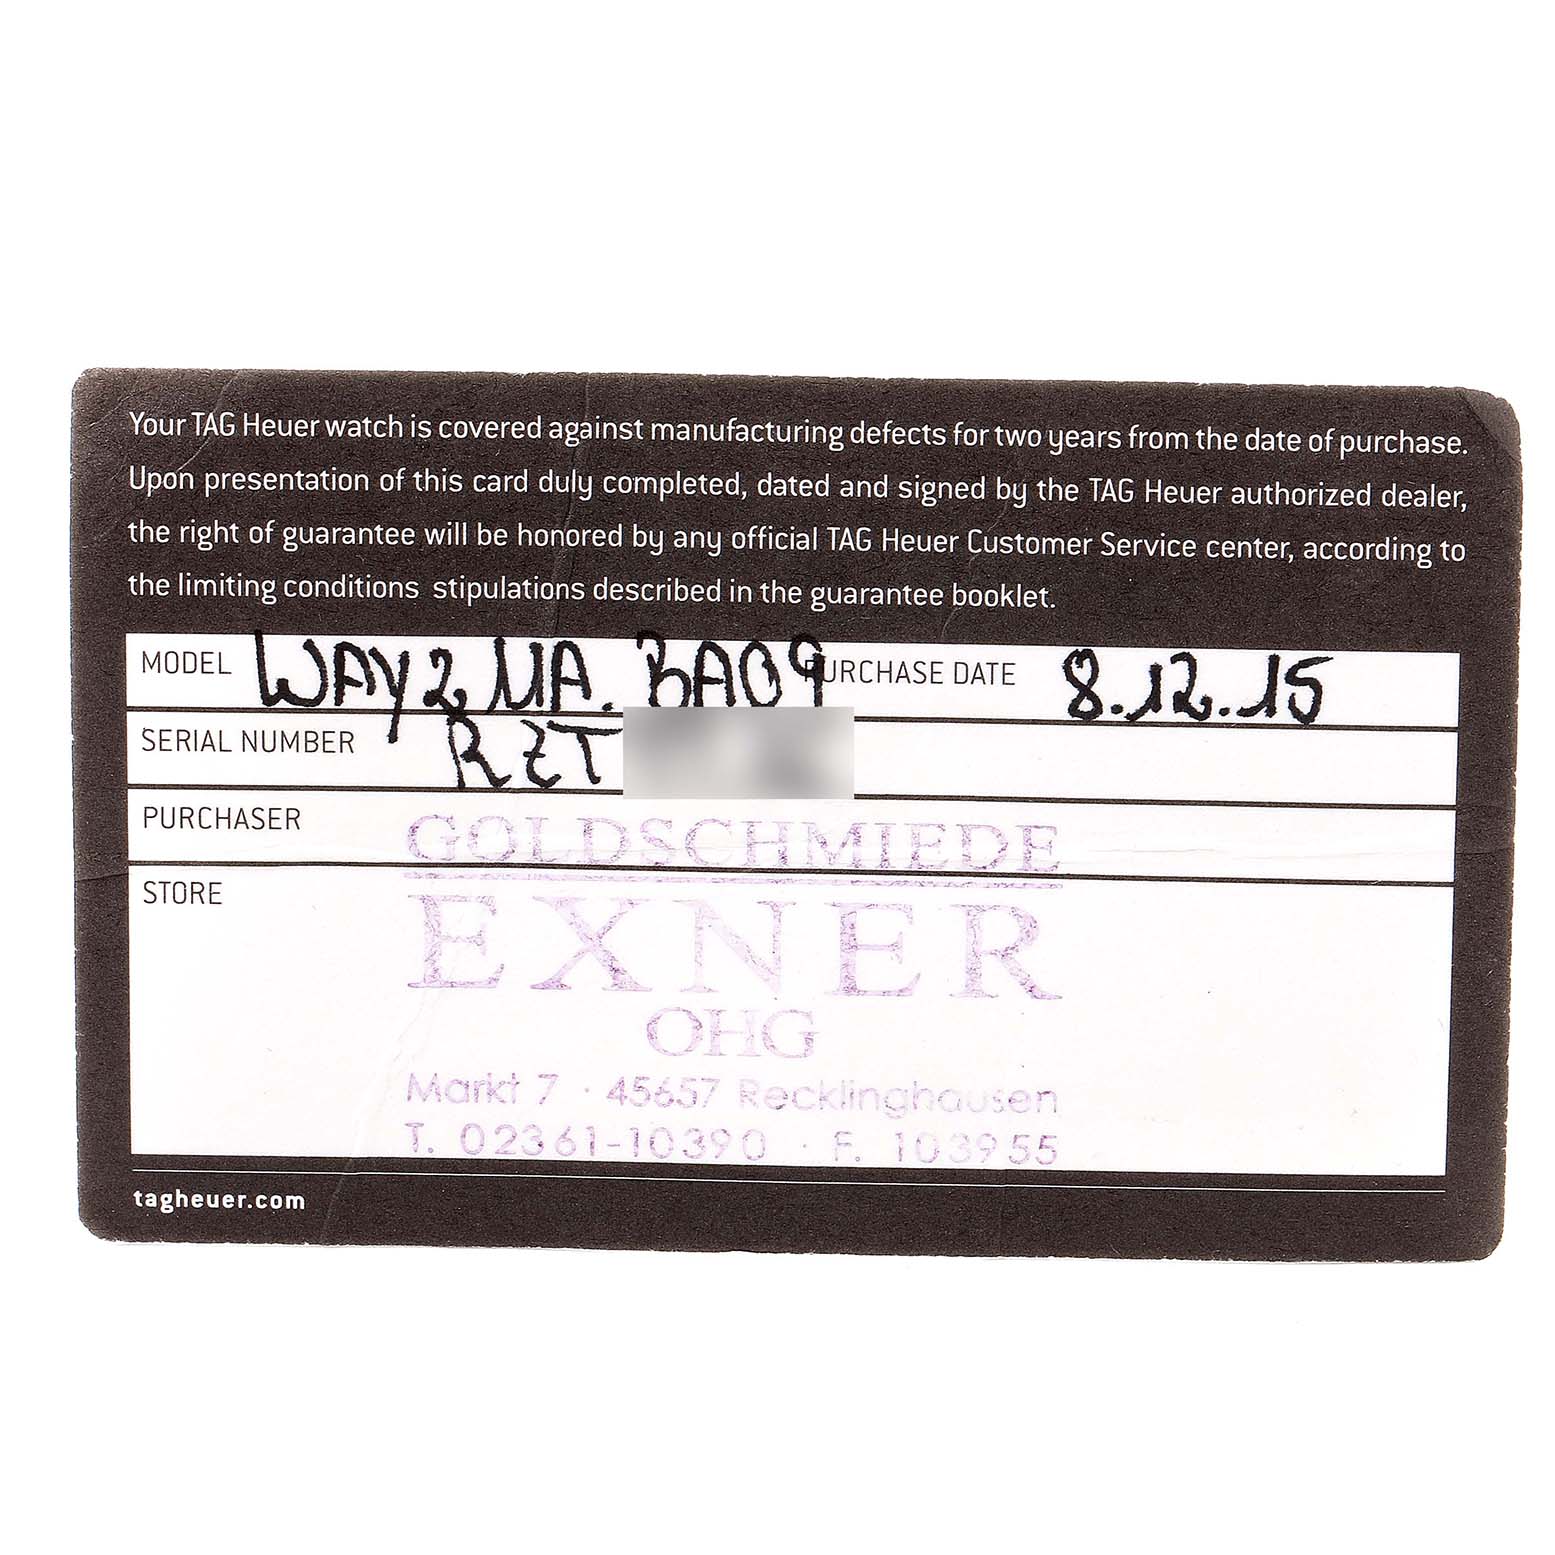 Your TAG Heuer watch is covered against manufacturing defects for two years from the date of purchase.
Upon presentation of this card duly completed, dated and signed by the TAG Heuer authorized dealer,
the right of guarantee will be honored by any official TAG Heuer Customer Service center, according to
the limiting conditions stipulations described in the guarantee booklet.
MODEL WAY211A. BA09 PURCHASE DATE 8.12.15
SERIAL NUMBER RZT
PURCHASER
GOLDSCHMIEDE
STORE
EXNER
OHG
Markt 7 · 45657 Recklinghausen
T. 02361-10390 · F. 103955
tagheuer.com